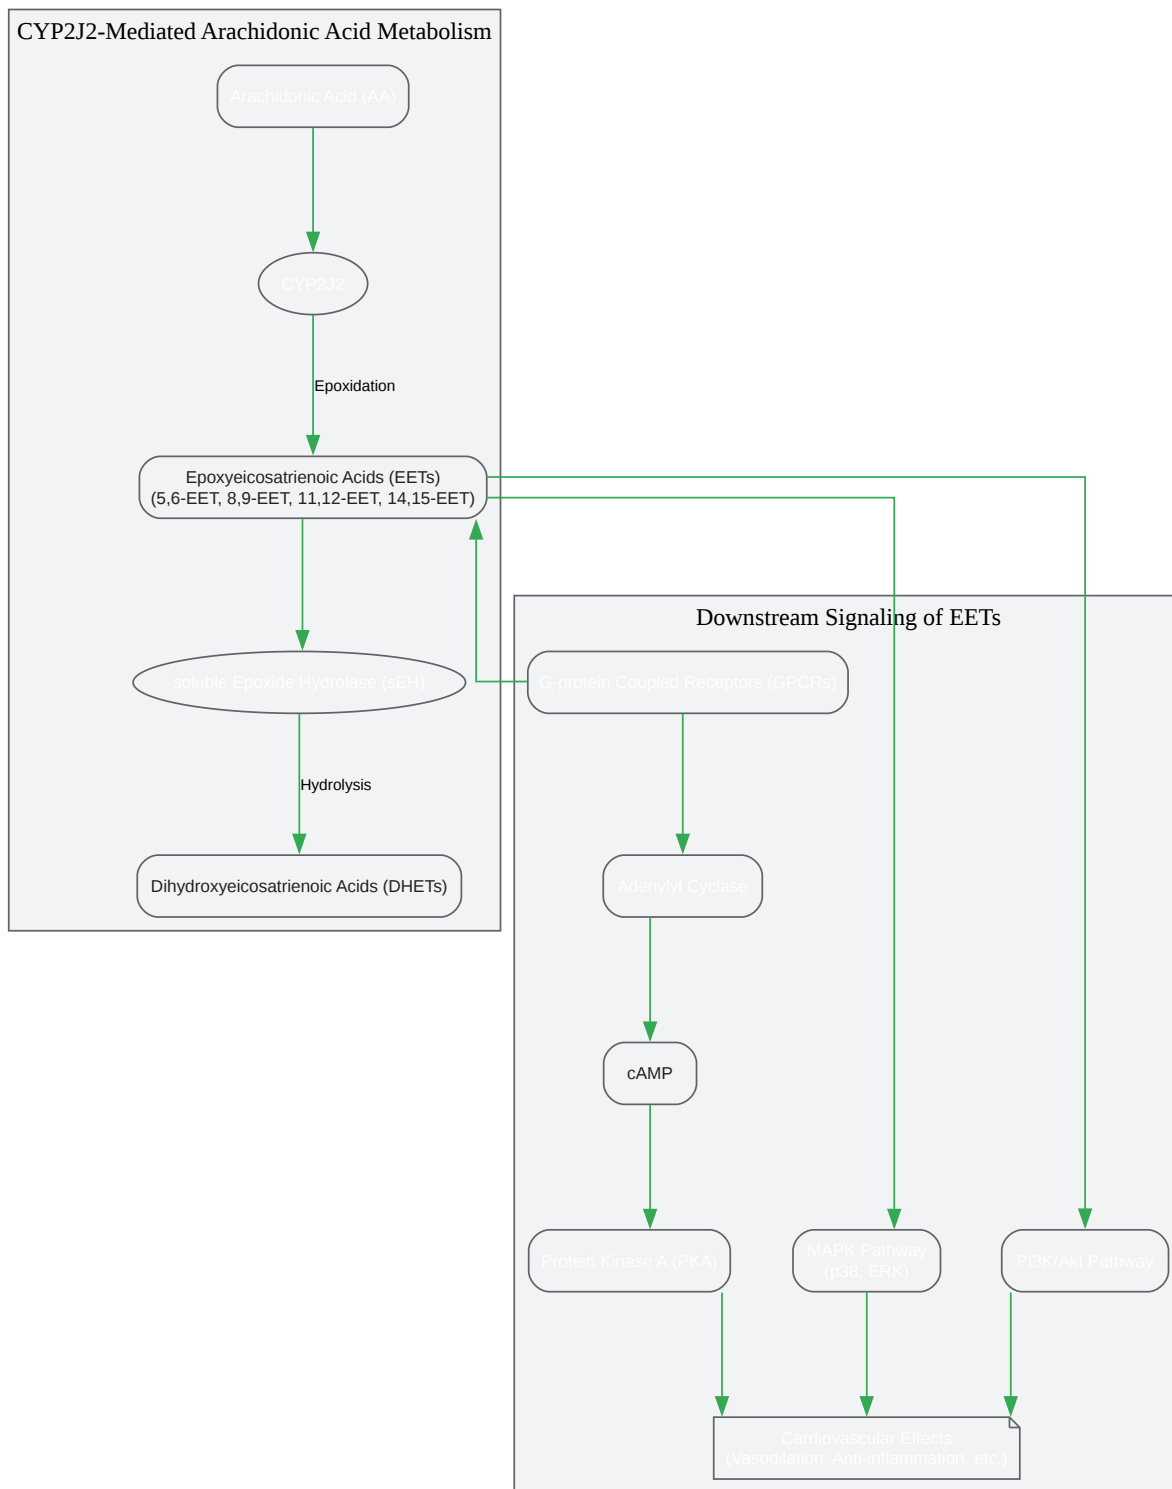 CYP2J2-Mediated Arachidonic Acid Metabolism
Arachidonic Acid (AA)
CYP2J2
Epoxidation
Epoxyeicosatrienoic Acids (EETs)
(5,6-EET, 8,9-EET, 11,12-EET, 14,15-EET)
soluble Epoxide Hydrolase (sEH)
Hydrolysis
Dihydroxyeicosatrienoic Acids (DHETs)
Downstream Signaling of EETs
G-protein Coupled Receptors (GPCRs)
Adenylyl Cyclase
cAMP
Protein Kinase A (PKA)
MAPK Pathway
(p38, ERK)
PI3K/Akt Pathway
Cardiovascular Effects
(Vasodilation, Anti-inflammation, etc.)